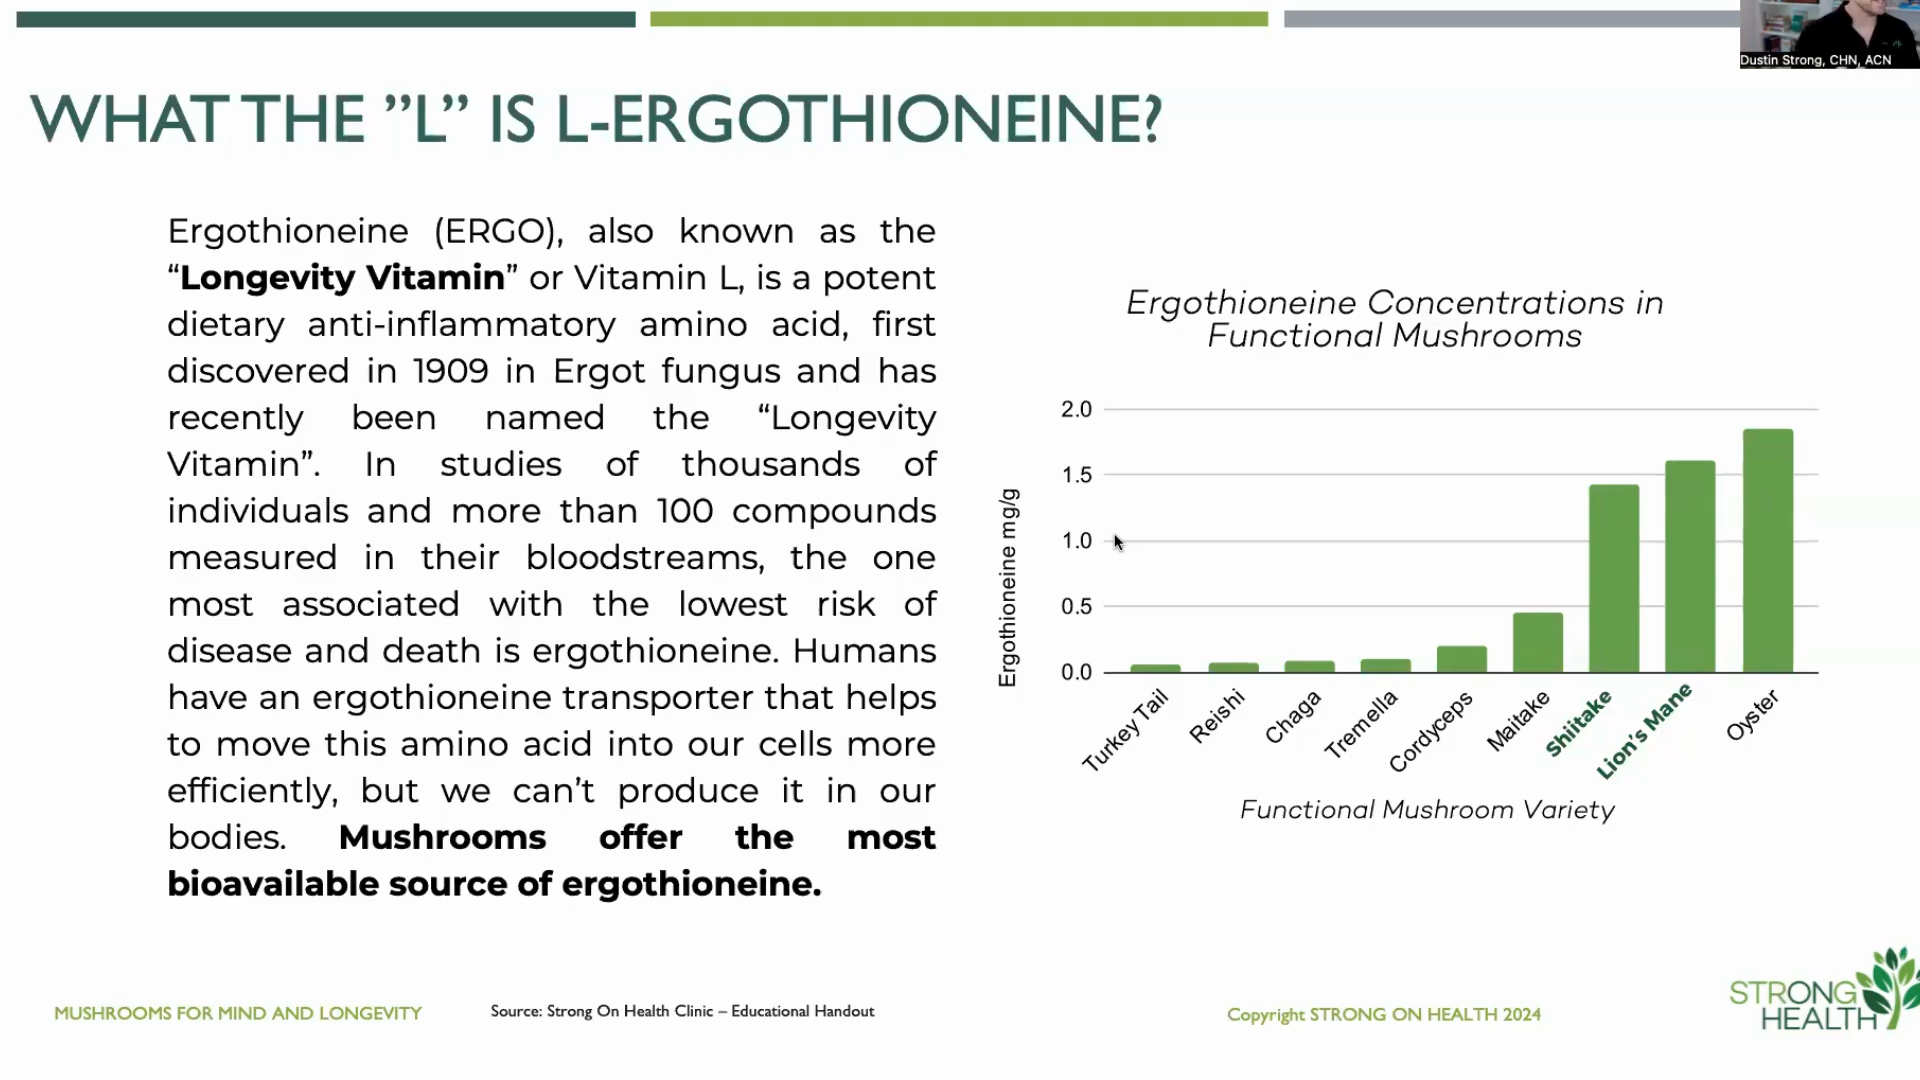 Dustin Strong, CHN, ACN
WHAT THE ”L” IS L-ERGOTHIONEINE?
Ergothioneine (ERGO), also known as the
“Longevity Vitamin” or Vitamin L, is a potent
dietary anti-inflammatory amino acid, first
discovered in 1909 in Ergot fungus and has
recently been named the “Longevity
Vitamin”. In studies of thousands of
individuals and more than 100 compounds
measured in their bloodstreams, the one
most associated with the lowest risk of
disease and death is ergothioneine. Humans
have an ergothioneine transporter that helps
to move this amino acid into our cells more
efficiently, but we can’t produce it in our
bodies. Mushrooms offer the most
bioavailable source of ergothioneine.
Ergothioneine Concentrations in
Functional Mushrooms
Ergothioneine mg/g
2.0
1.5
1.0
0.5
0.0
Turkey Tail
Reishi
Chaga
Tremella
Cordyceps
Maitake
Shiitake
Lion’s Mane
Oyster
Functional Mushroom Variety
MUSHROOMS FOR MIND AND LONGEVITY
Source: Strong On Health Clinic – Educational Handout
Copyright STRONG ON HEALTH 2024
STRONG
HEALTH